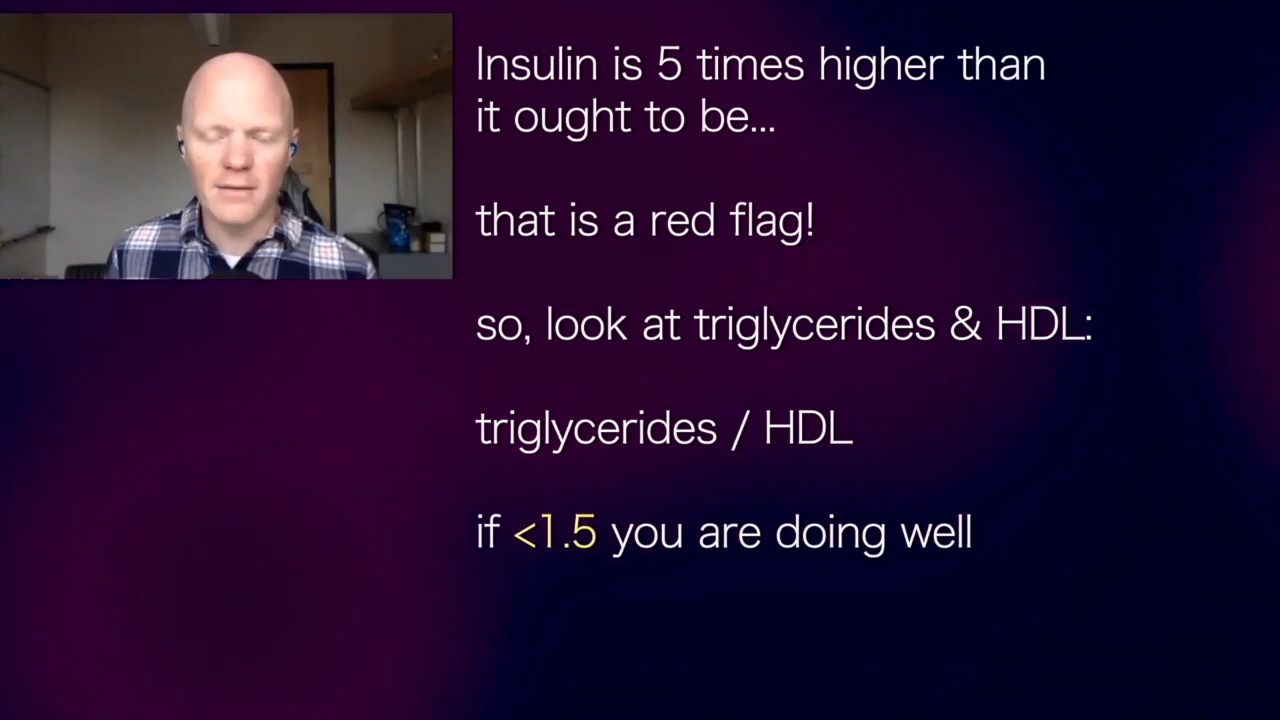 Insulin is 5 times higher than
it ought to be...
that is a red flag!
so, look at triglycerides & HDL:
triglycerides / HDL
if <1.5 you are doing well